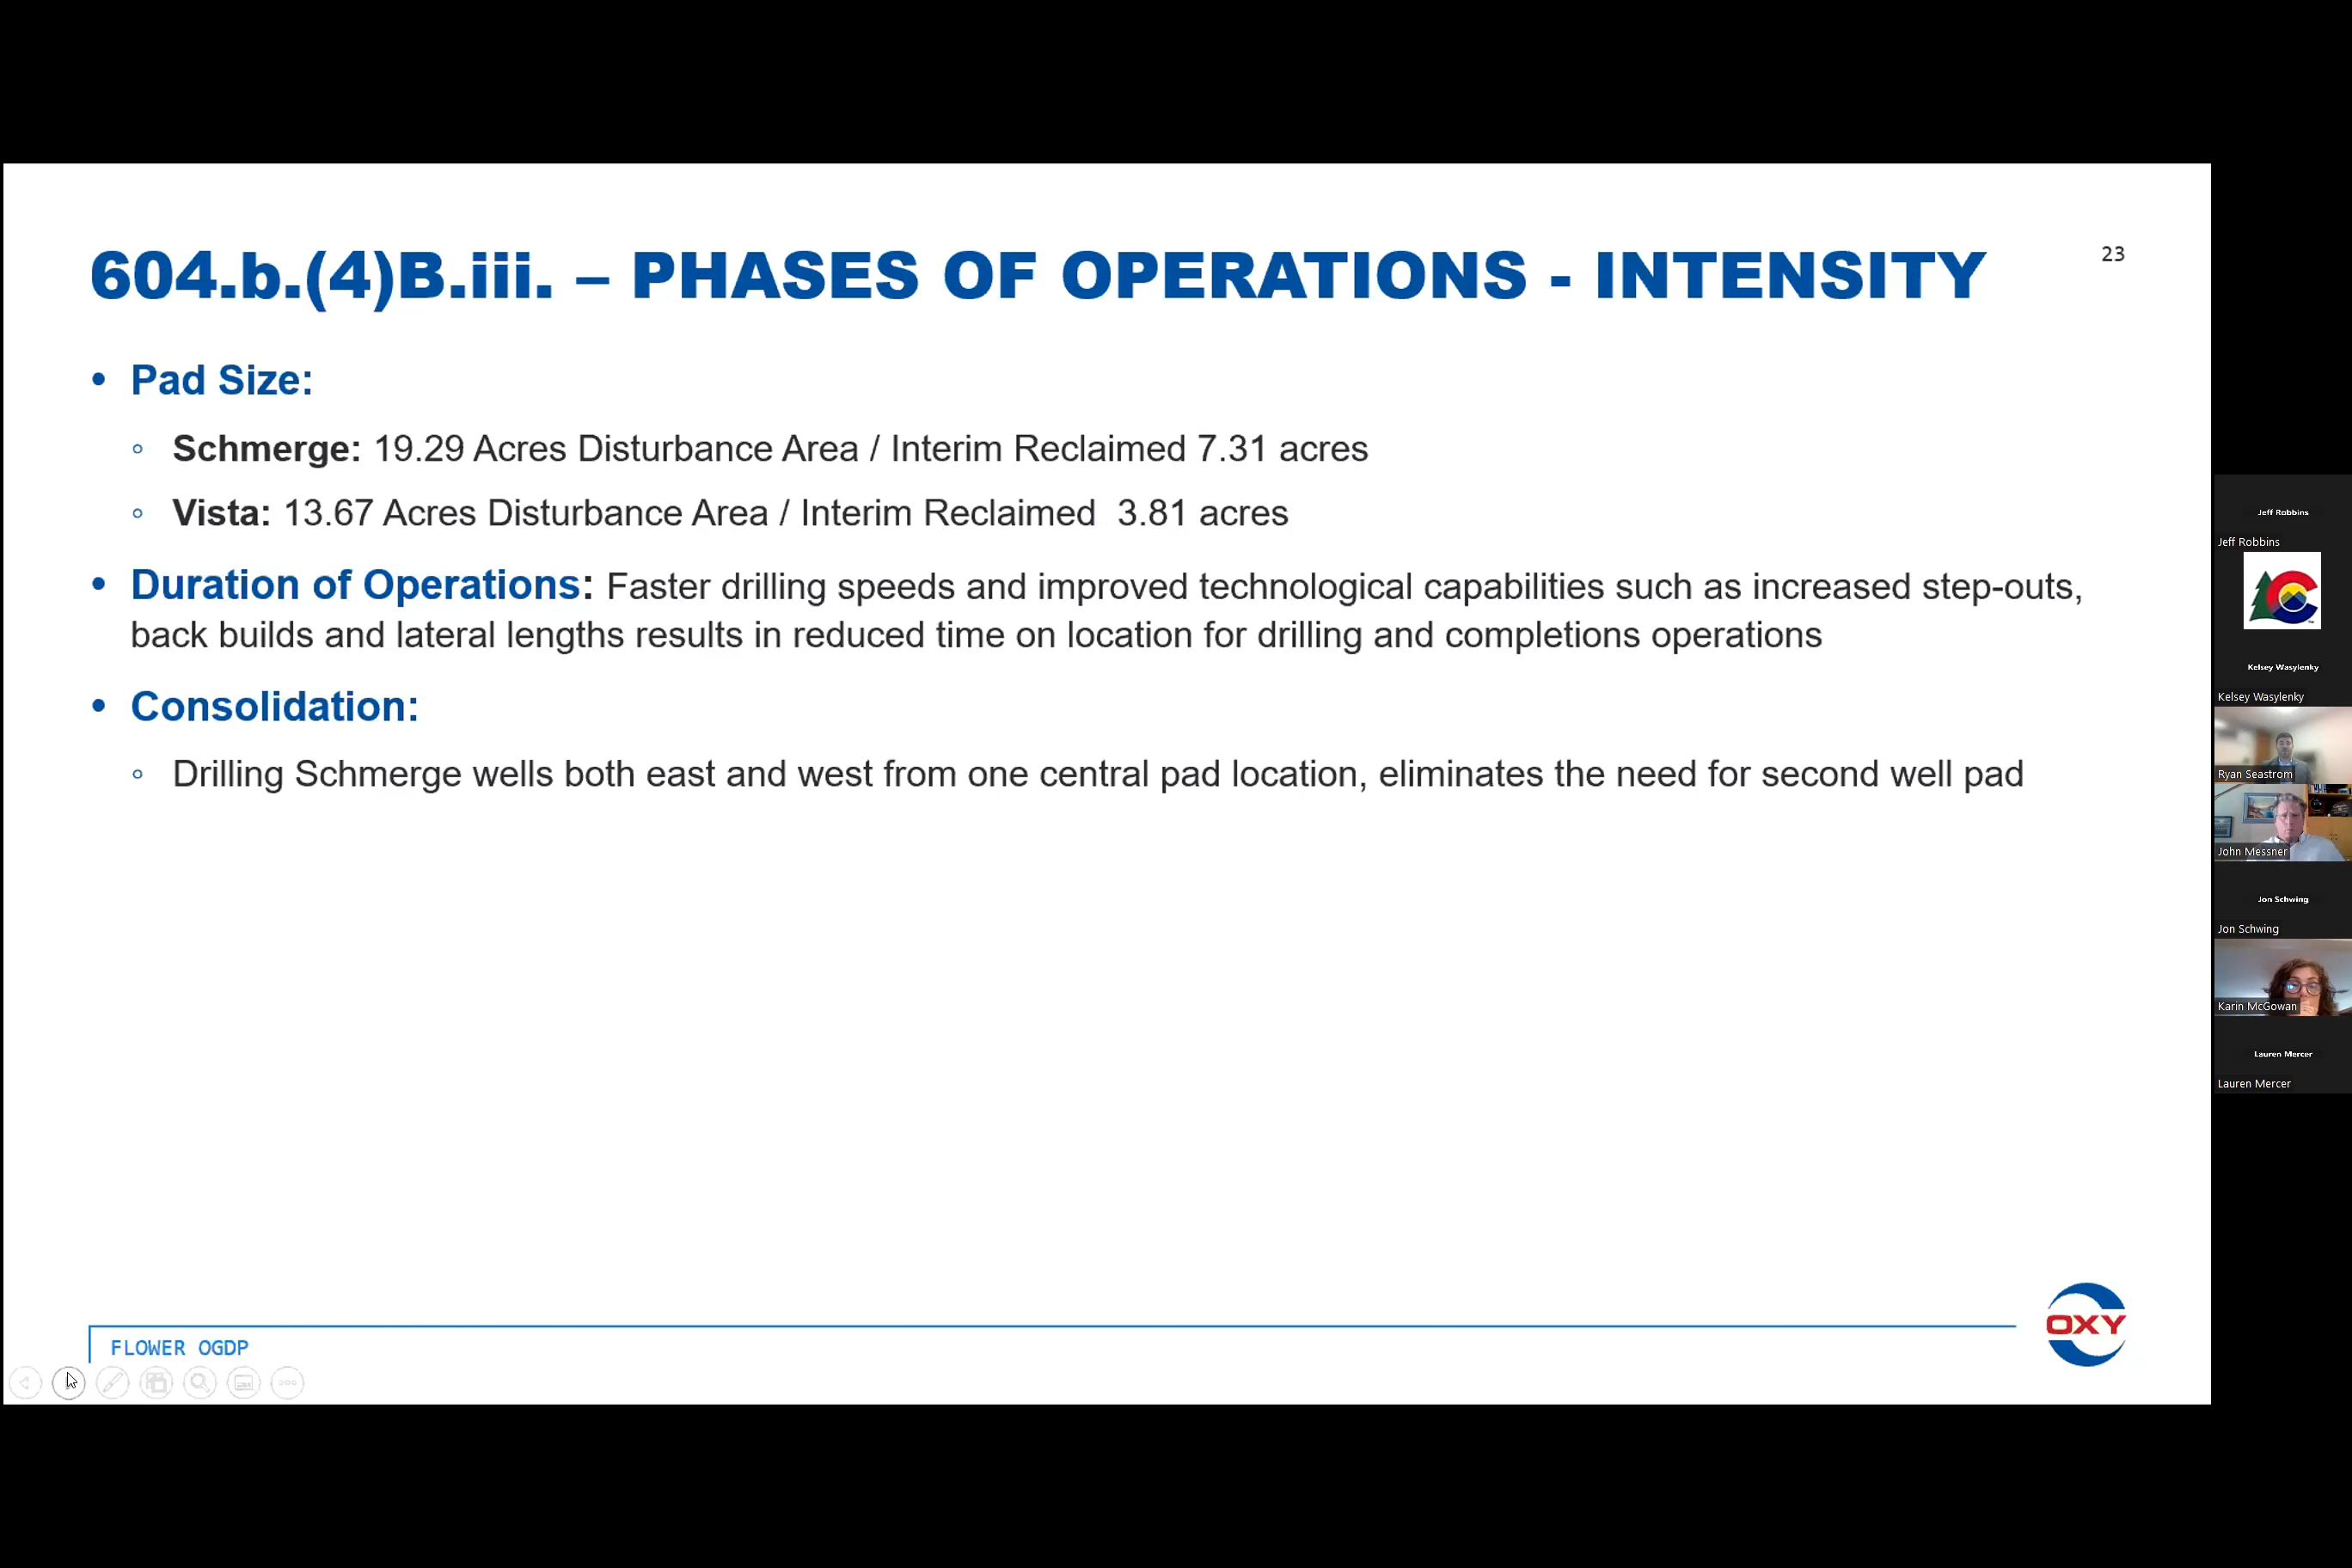 604.b.(4)B.iii. – PHASES OF OPERATIONS - INTENSITY
23
• Pad Size:
◦ Schmerge: 19.29 Acres Disturbance Area / Interim Reclaimed 7.31 acres
◦ Vista: 13.67 Acres Disturbance Area / Interim Reclaimed 3.81 acres
• Duration of Operations: Faster drilling speeds and improved technological capabilities such as increased step-outs,
back builds and lateral lengths results in reduced time on location for drilling and completions operations
• Consolidation:
◦ Drilling Schmerge wells both east and west from one central pad location, eliminates the need for second well pad
FLOWER OGDP
OXY
Jeff Robbins
Jeff Robbins
Kelsey Wasylenky
Kelsey Wasylenky
Ryan Seastrom
John Messner
Jon Schwing
Jon Schwing
Karin McGowan
Lauren Mercer
Lauren Mercer